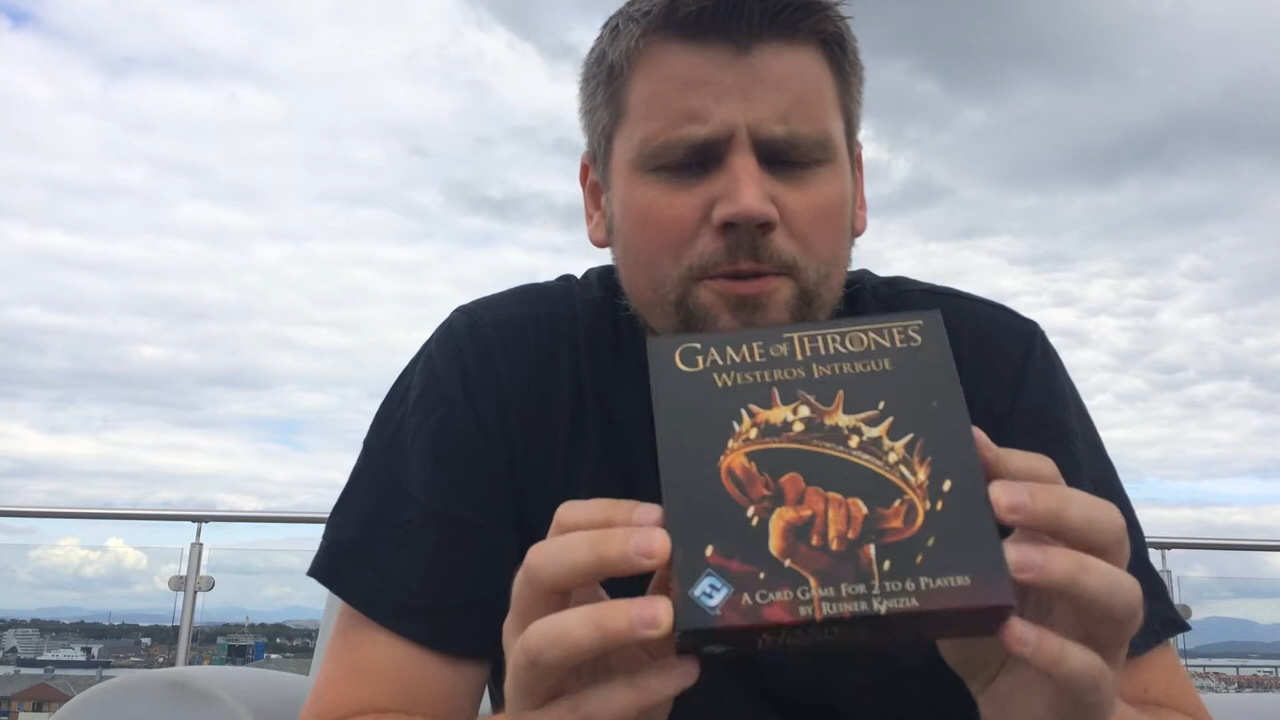 GAME OF THRONES
WESTEROS INTRIGUE
A CARD GAME FOR 2 TO 6 PLAYERS
BY REINER KNIZIA